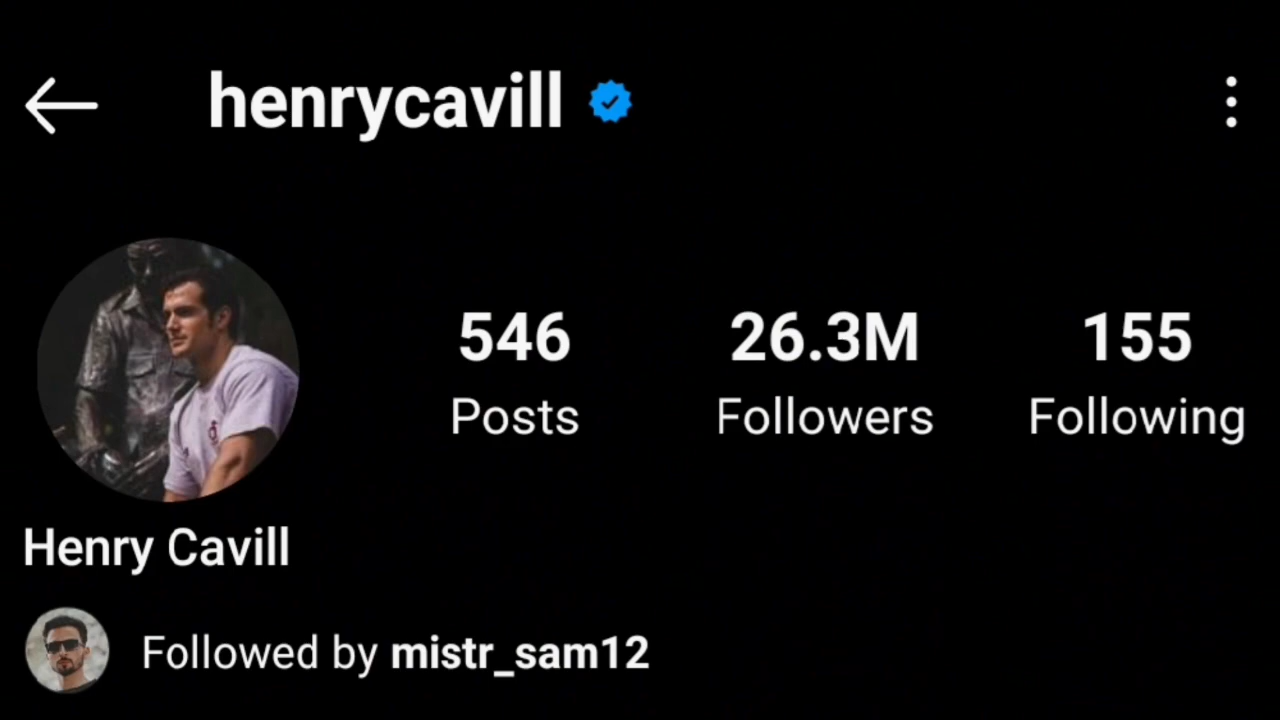 henrycavill
546 26.3M 155
Posts Followers Following
Henry Cavill
Followed by mistr_sam12